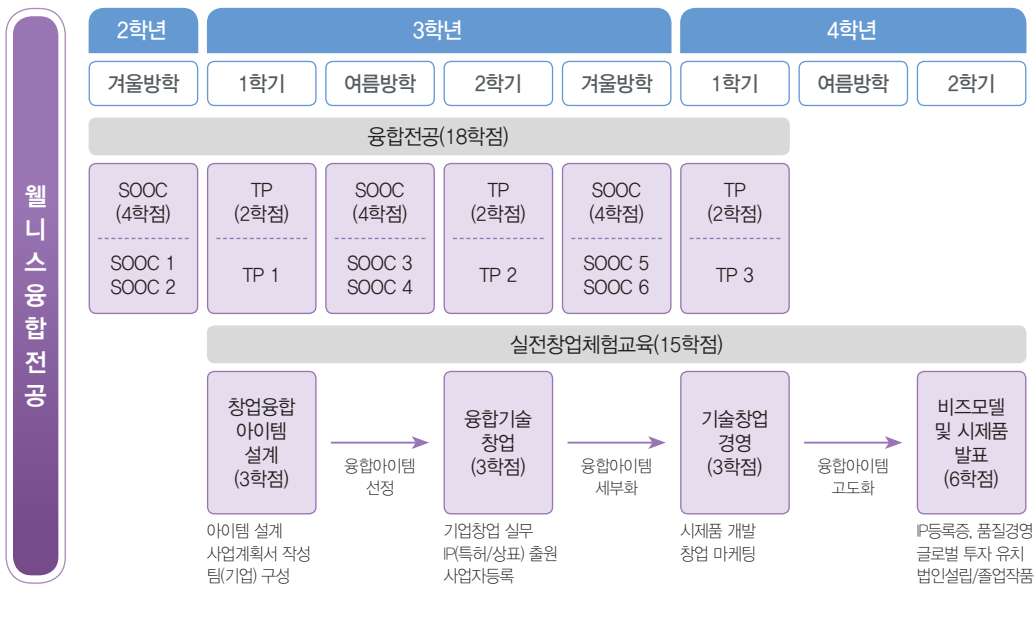 웰니스융합전공
2학년
3학년
4학년
겨울방학
1학기
여름방학
2학기
겨울방학
1학기
여름방학
2학기
융합전공(18학점)
SOOC
(4학점)
SOOC 1
SOOC 2
TP
(2학점)
TP 1
SOOC
(4학점)
SOOC 3
SOOC 4
TP
(2학점)
TP 2
SOOC
(4학점)
SOOC 5
SOOC 6
TP
(2학점)
TP 3
실전창업체험교육(15학점)
창업융합
아이템
설계
(3학점)
융합아이템
선정
융합기술
창업
(3학점)
융합아이템
세부화
기술창업
경영
(3학점)
융합아이템
고도화
비즈모델
및 시제품
발표
(6학점)
아이템 설계
사업계획서 작성
팀(기업) 구성
기업창업 실무
IP(특허/상표) 출원
사업자등록
시제품 개발
창업 마케팅
IP등록증, 품질경영
글로벌 투자 유치
법인설립/졸업작품